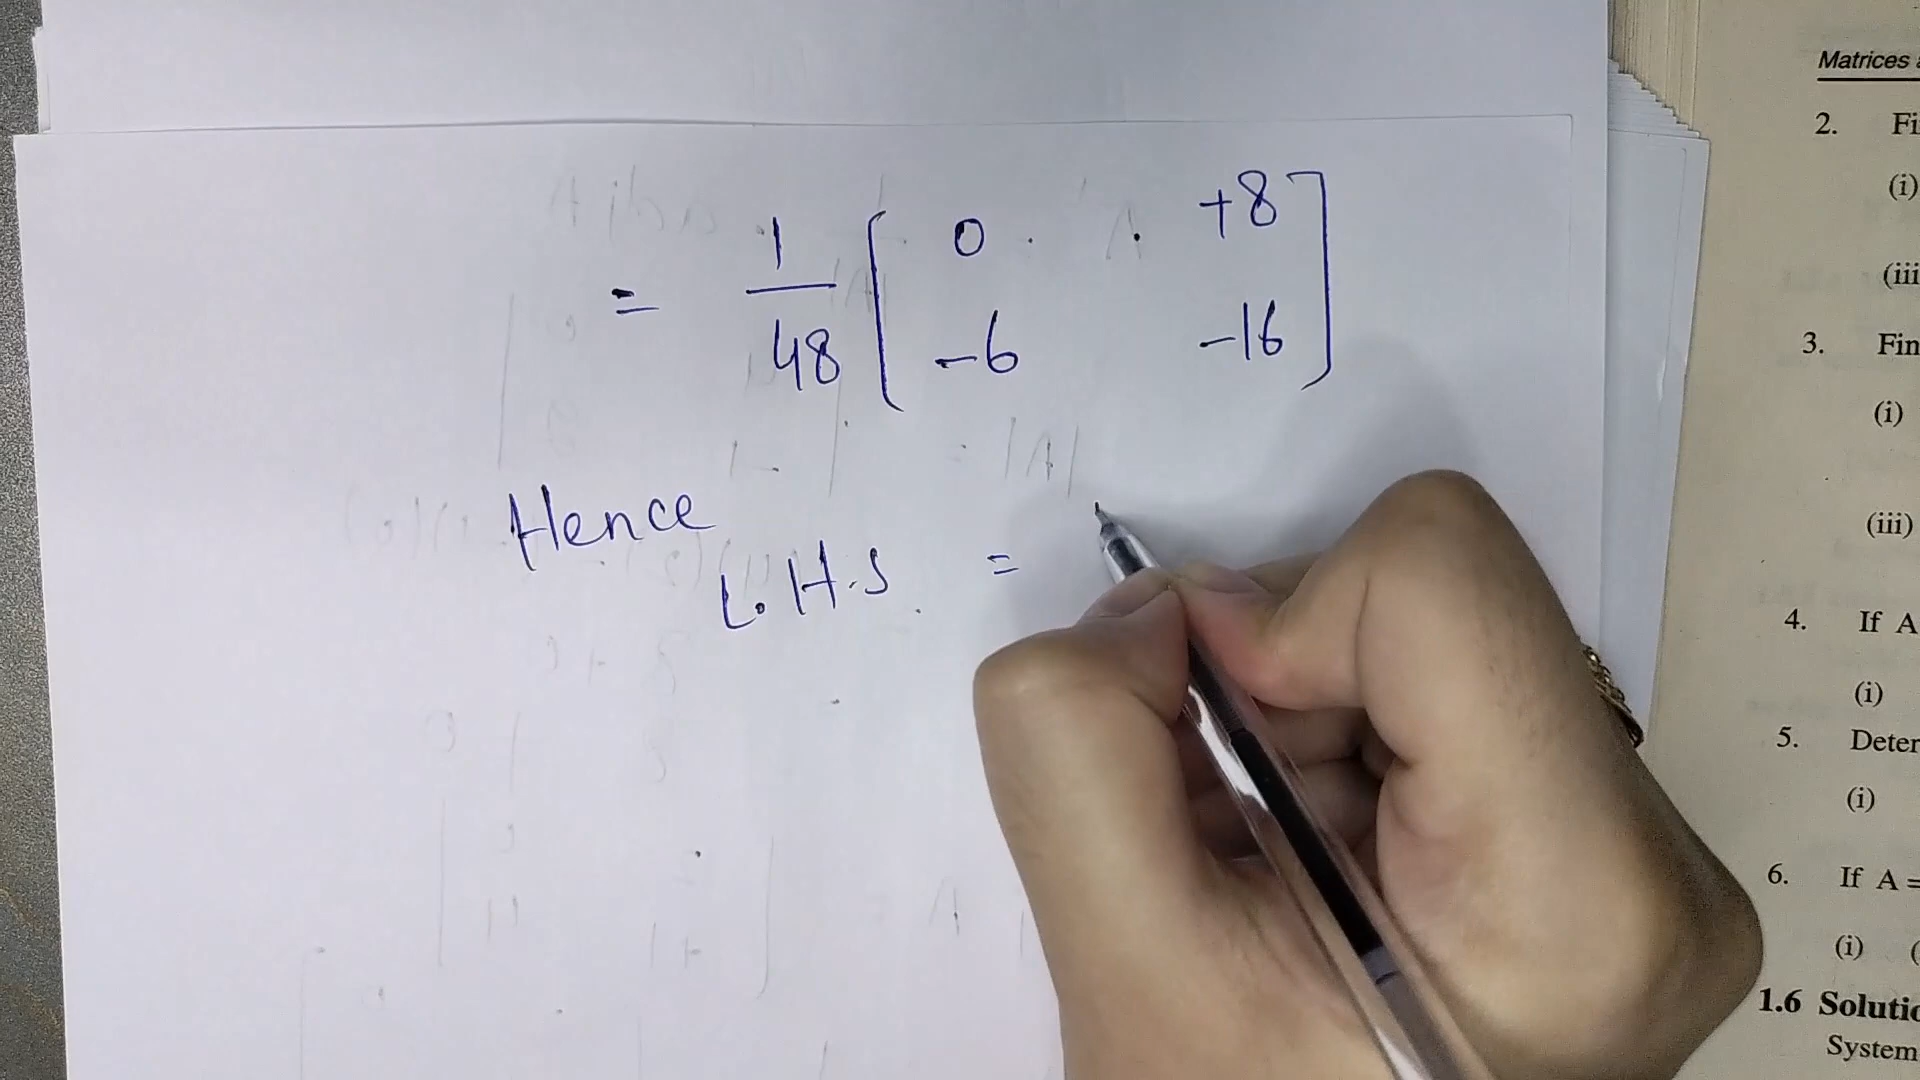 = 1/48 [ 0 +8
-6 -16 ]
Hence
L.H.S =
Matrices
2. Fi
(i)
(iii
3. Fin
(i)
(iii)
4. If A
(i)
5. Deter
(i)
6. If A =
(i) (
1.6 Solutio
System